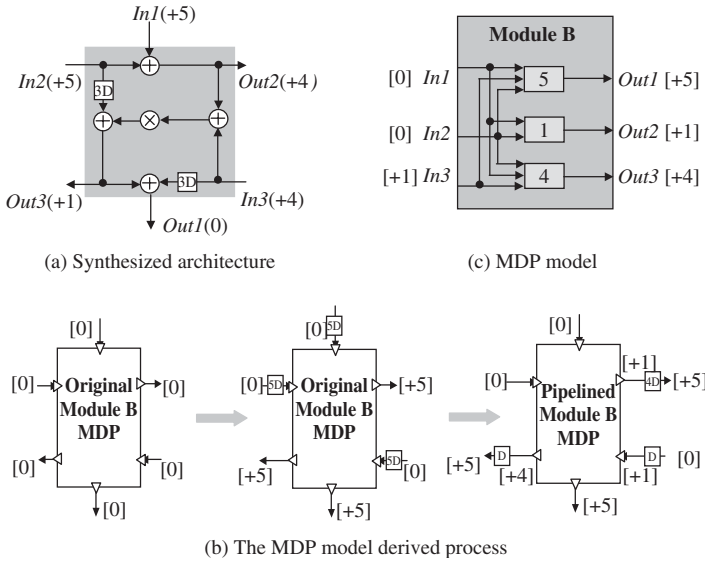 In1(+5)
In2(+5)
3D
Out2(+4)
3D
Out3(+1)
In3(+4)
Out1(0)
(a) Synthesized architecture
Module B
[0] In1
5
Out1 [+5]
[0] In2
1
Out2 [+1]
[+1] In3
4
Out3 [+4]
(c) MDP model
[0]
[0]
Original
Module B
MDP
[0]
[0]
[0]
[0]
[0]
5D
[0]
5D
Original
Module B
MDP
[+5]
5D
[+5]
[0]
[+5]
[0]
[0]
Pipelined
Module B
MDP
[+1]
4D
[+5]
D
[+5]
[+4]
D
[0]
[+1]
[+5]
(b) The MDP model derived process